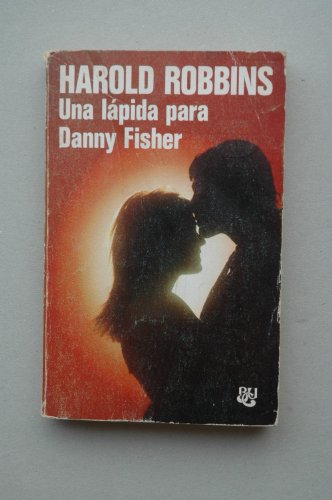 HAROLD ROBBINS
Una lápida para
Danny Fisher